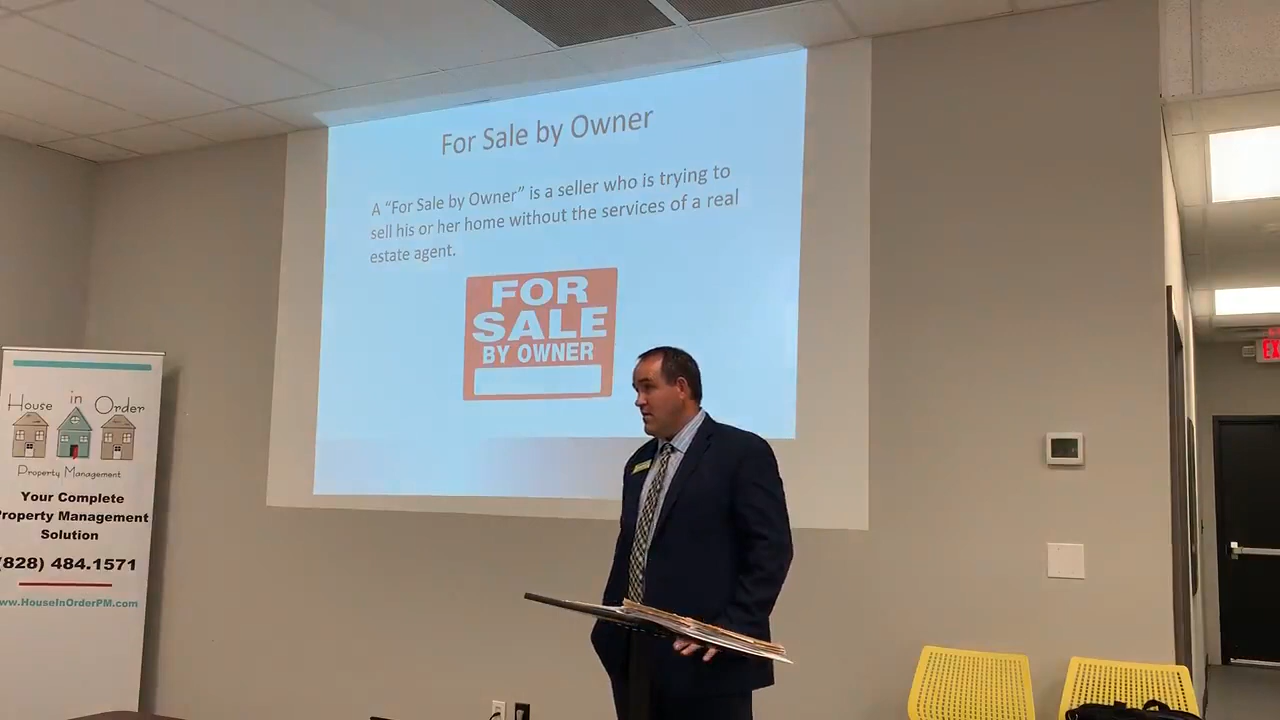 For Sale by Owner
A “For Sale by Owner” is a seller who is trying to
sell his or her home without the services of a real
estate agent.
FOR
SALE
BY OWNER
House in Order
Property Management
Your Complete
Property Management
Solution
(828) 484.1571
www.HouseInOrderPM.com
EX